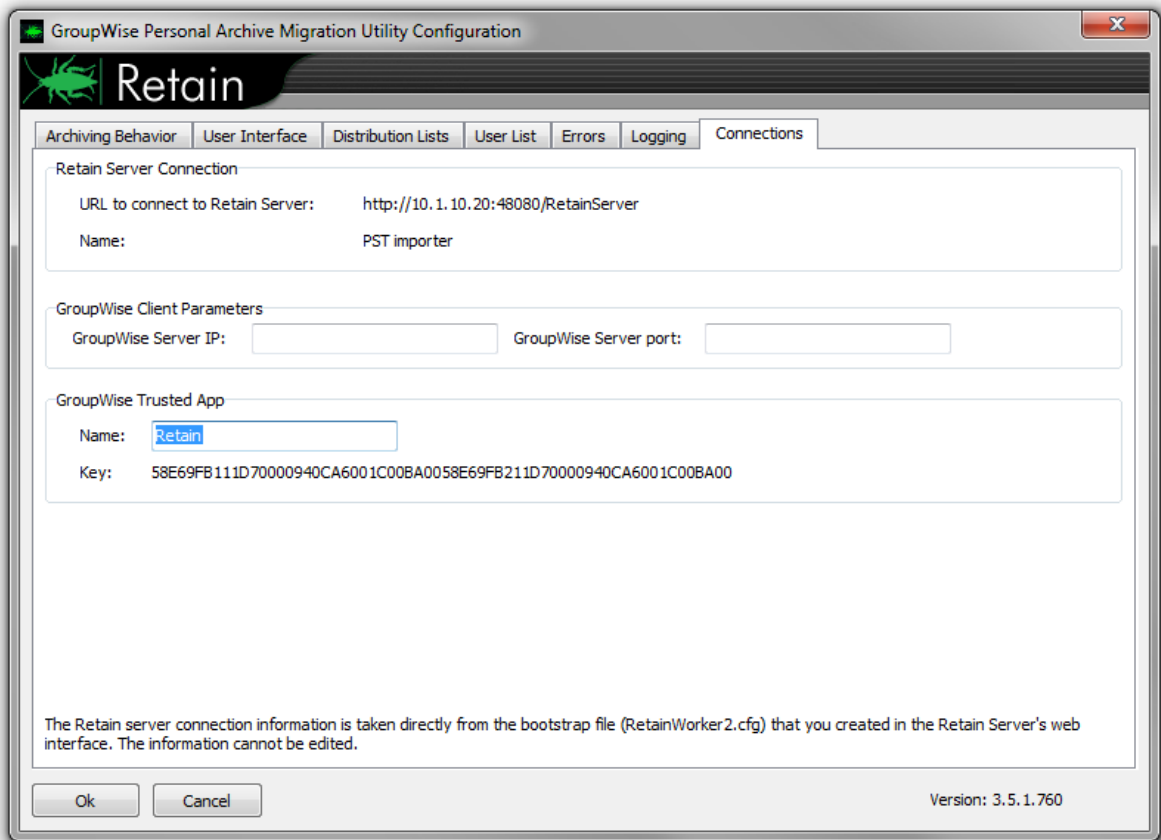 GroupWise Personal Archive Migration Utility Configuration
Retain
Archiving Behavior User Interface Distribution Lists User List Errors Logging Connections
Retain Server Connection
URL to connect to Retain Server: http://10.1.10.20:48080/RetainServer
Name: PST importer
GroupWise Client Parameters
GroupWise Server IP: GroupWise Server port:
GroupWise Trusted App
Name: Retain
Key: 58E69FB111D70000940CA6001C00BA0058E69FB211D70000940CA6001C00BA00
The Retain server connection information is taken directly from the bootstrap file (RetainWorker2.cfg) that you created in the Retain Server's web
interface. The information cannot be edited.
Ok Cancel Version: 3.5.1.760